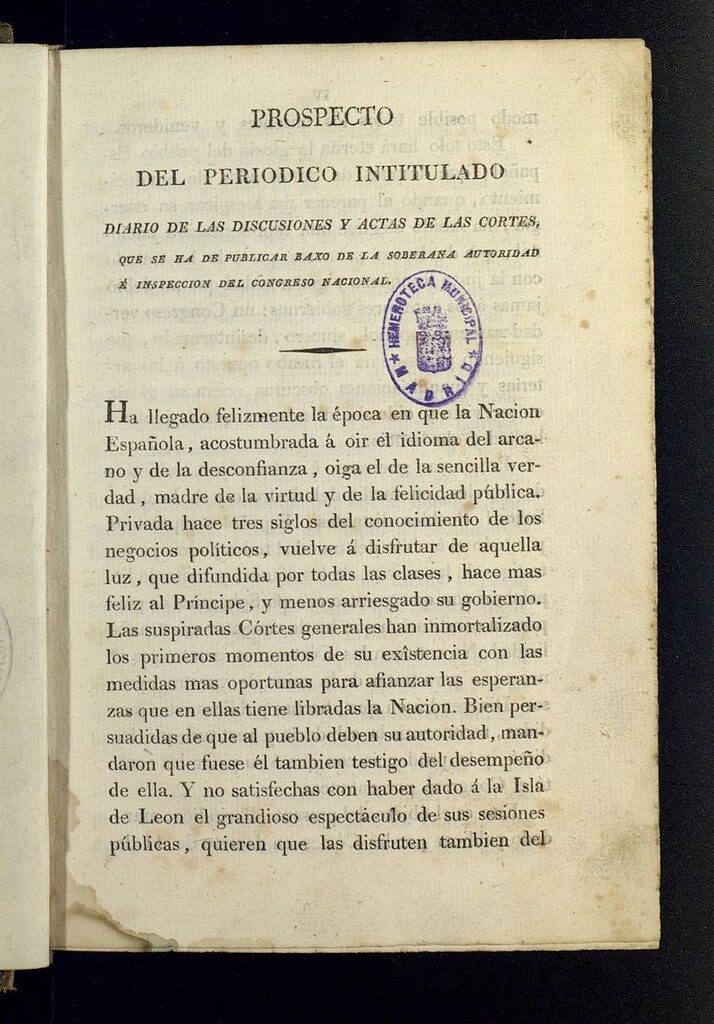 PROSPECTO
DEL PERIODICO INTITULADO
DIARIO DE LAS DISCUSIONES Y ACTAS DE LAS CORTES,
QUE SE HA DE PUBLICAR BAXO DE LA SOBERANA AUTORIDAD
É INSPECCION DEL CONGRESO NACIONAL.
HEMEROTECA MUNICIPAL
MADRID
Ha llegado felizmente la época en que la Nacion
Española, acostumbrada á oir el idioma del arca-
no y de la desconfianza, oiga el de la sencilla ver-
dad, madre de la virtud y de la felicidad pública.
Privada hace tres siglos del conocimiento de los
negocios políticos, vuelve á disfrutar de aquella
luz, que difundida por todas las clases, hace mas
feliz al Príncipe, y menos arriesgado su gobierno.
Las suspiradas Córtes generales han inmortalizado
los primeros momentos de su exîstencia con las
medidas mas oportunas para afianzar las esperan-
zas que en ellas tiene libradas la Nacion. Bien per-
suadidas de que al pueblo deben su autoridad, man-
daron que fuese él tambien testigo del desempeño
de ella. Y no satisfechas con haber dado á la Isla
de Leon el grandioso espectáculo de sus sesiones
públicas, quieren que las disfruten tambien del